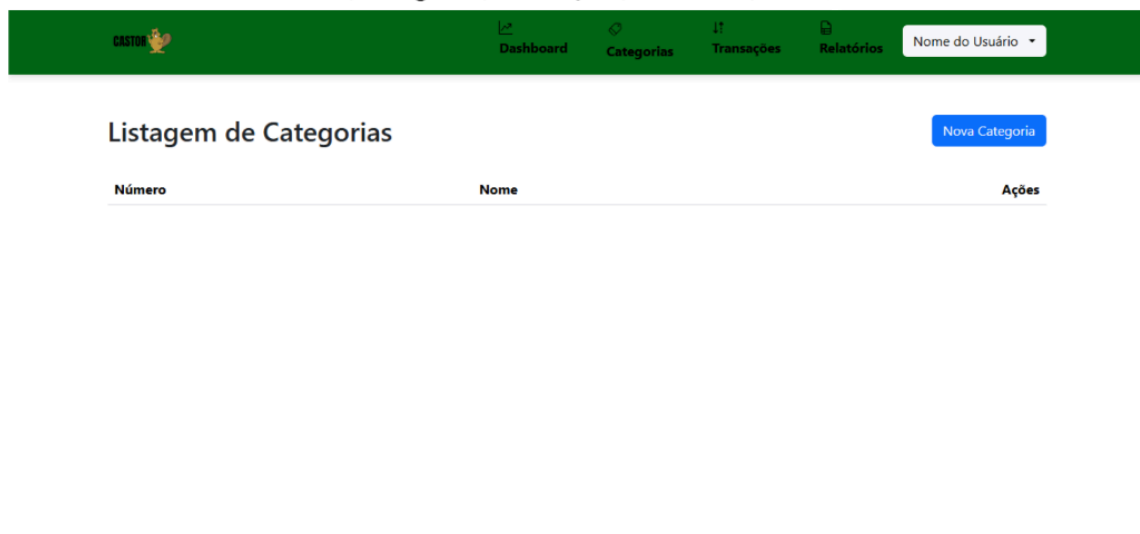 CASTOR
Dashboard
Categorias
Transações
Relatórios
Nome do Usuário
Listagem de Categorias
Nova Categoria
Número Nome Ações